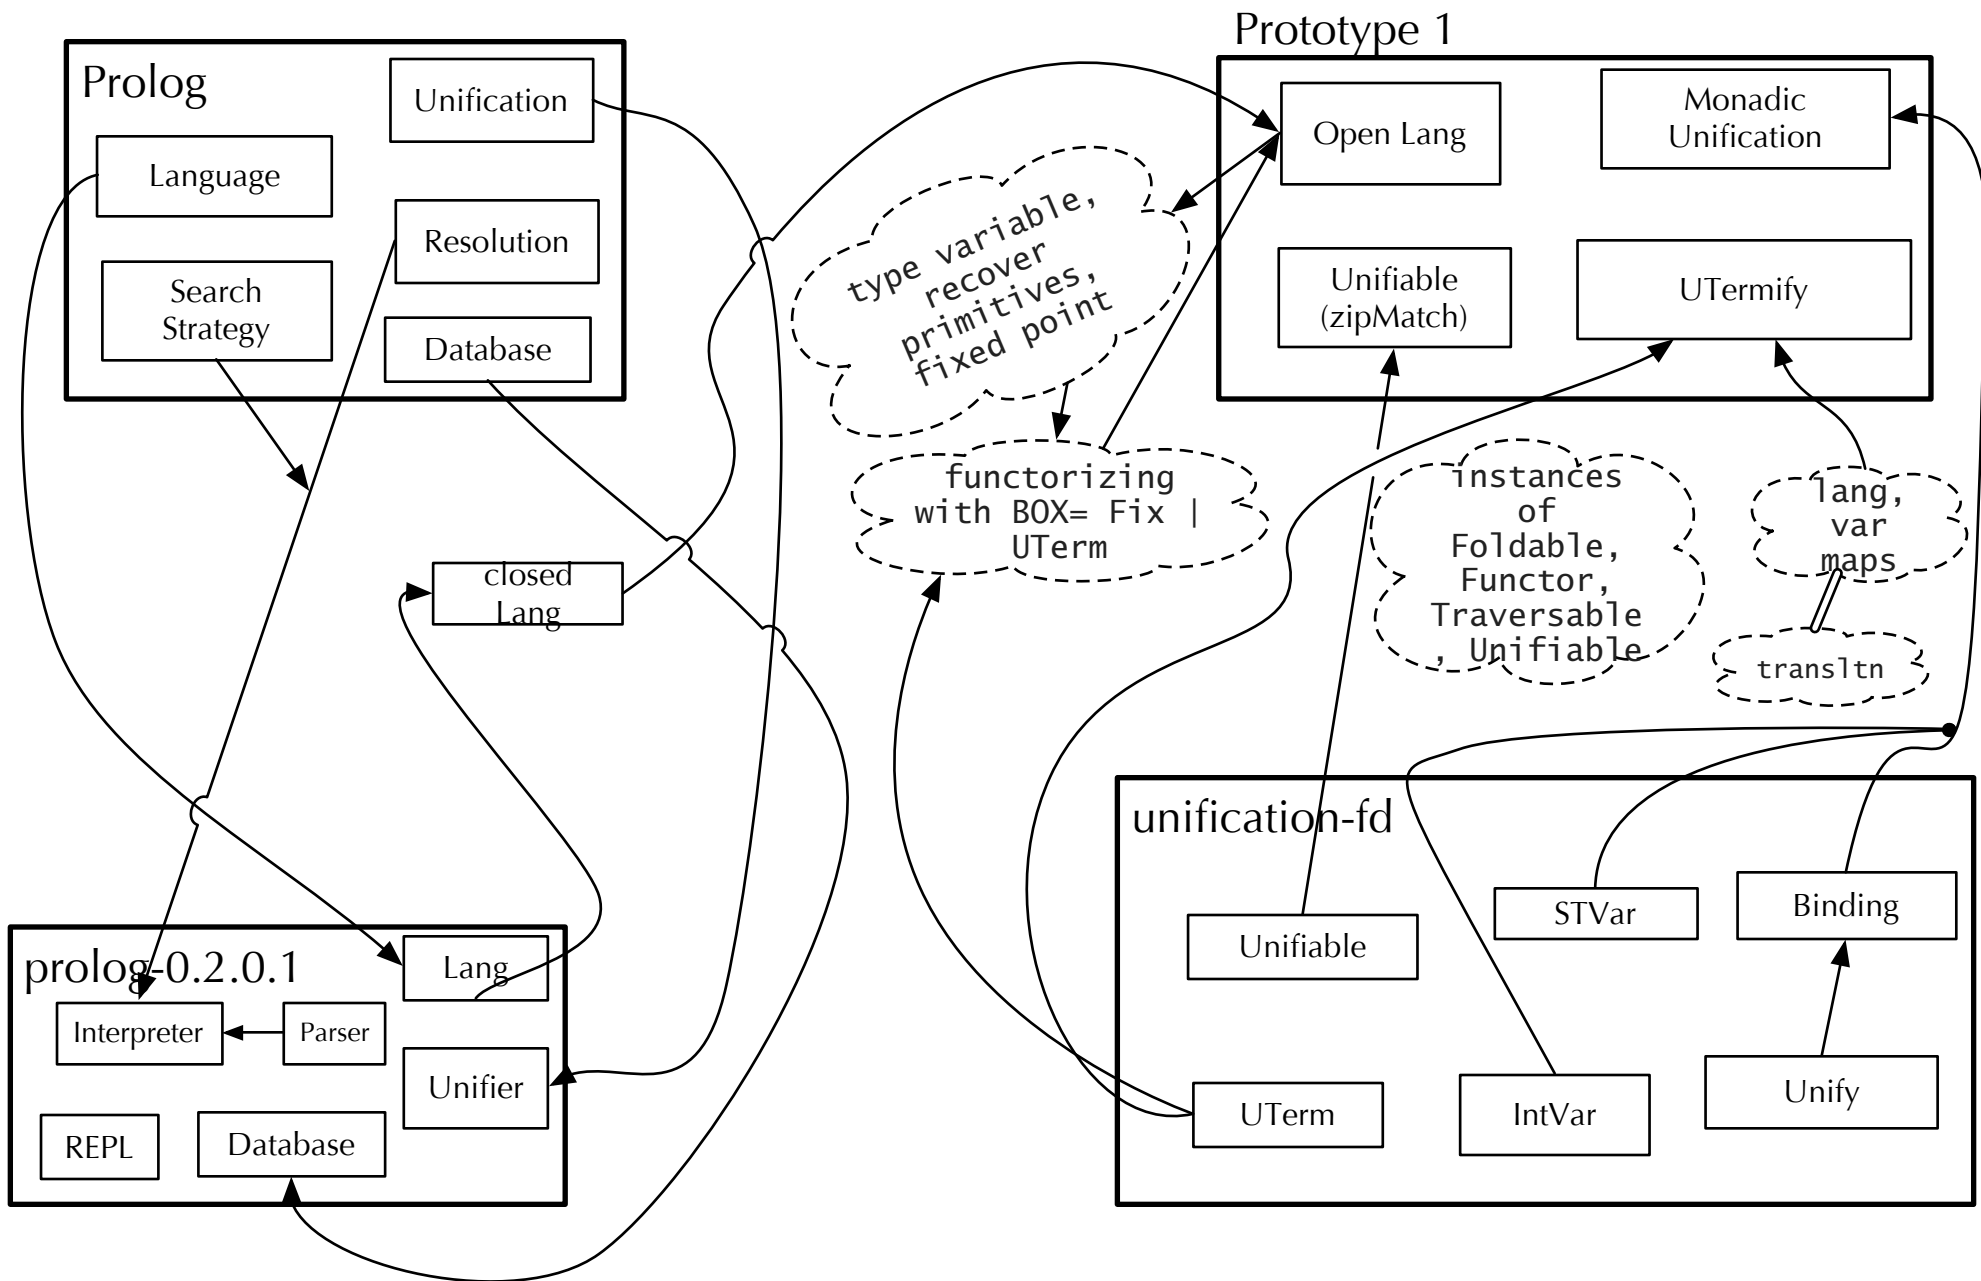 Prolog
Unification
Language
Resolution
Search
Strategy
Database
closed
Lang
prolog-0.2.0.1
Lang
Interpreter
Parser
Unifier
REPL
Database
Prototype 1
Open Lang
Monadic
Unification
Unifiable
(zipMatch)
UTermify
type variable,
recover
primitives,
fixed point
functorizing
with BOX= Fix |
UTerm
instances
of
Foldable,
Functor,
Traversable
, Unifiable
lang,
var
maps
transltn
unification-fd
Unifiable
STVar
Binding
UTerm
IntVar
Unify